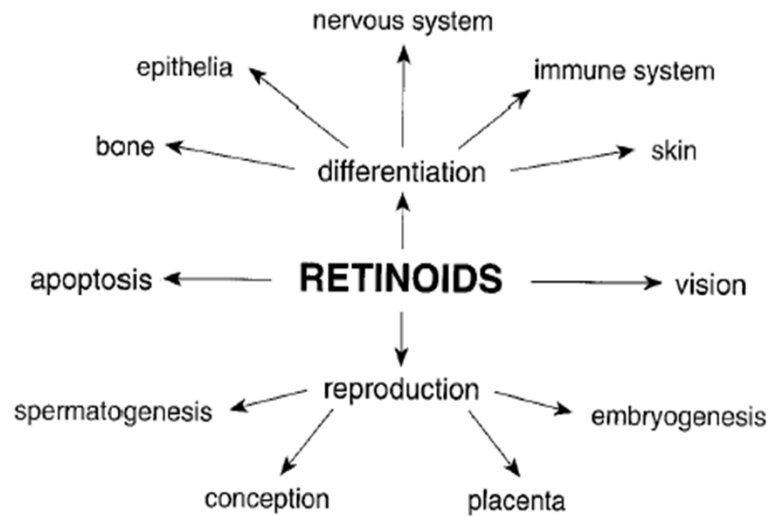 nervous system
epithelia
immune system
bone
differentiation
skin
apoptosis
RETINOIDS
vision
reproduction
spermatogenesis
embryogenesis
conception
placenta